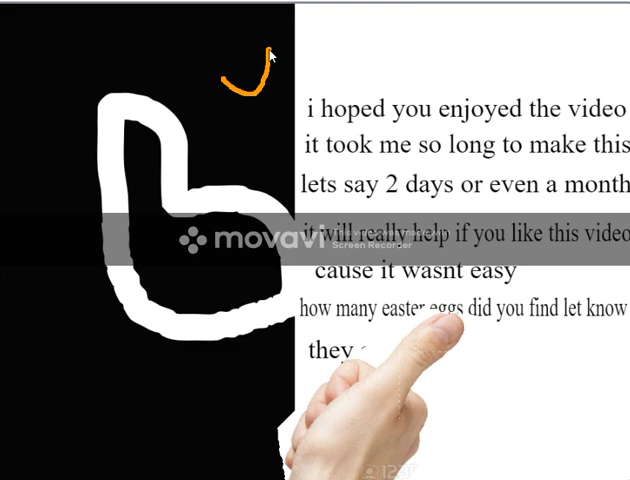 i hoped you enjoyed the video
it took me so long to make this
lets say 2 days or even a month
it will really help if you like this video
movavi
Screen Recorder
cause it wasnt easy
how many easter eggs did you find let know
they